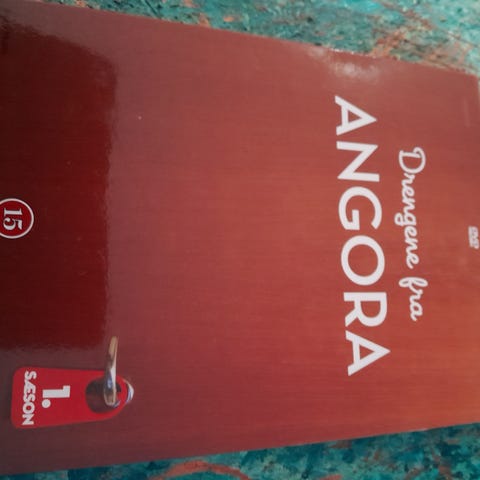 DVD
Drengene fra
ANGORA
1.
SÆSON
15